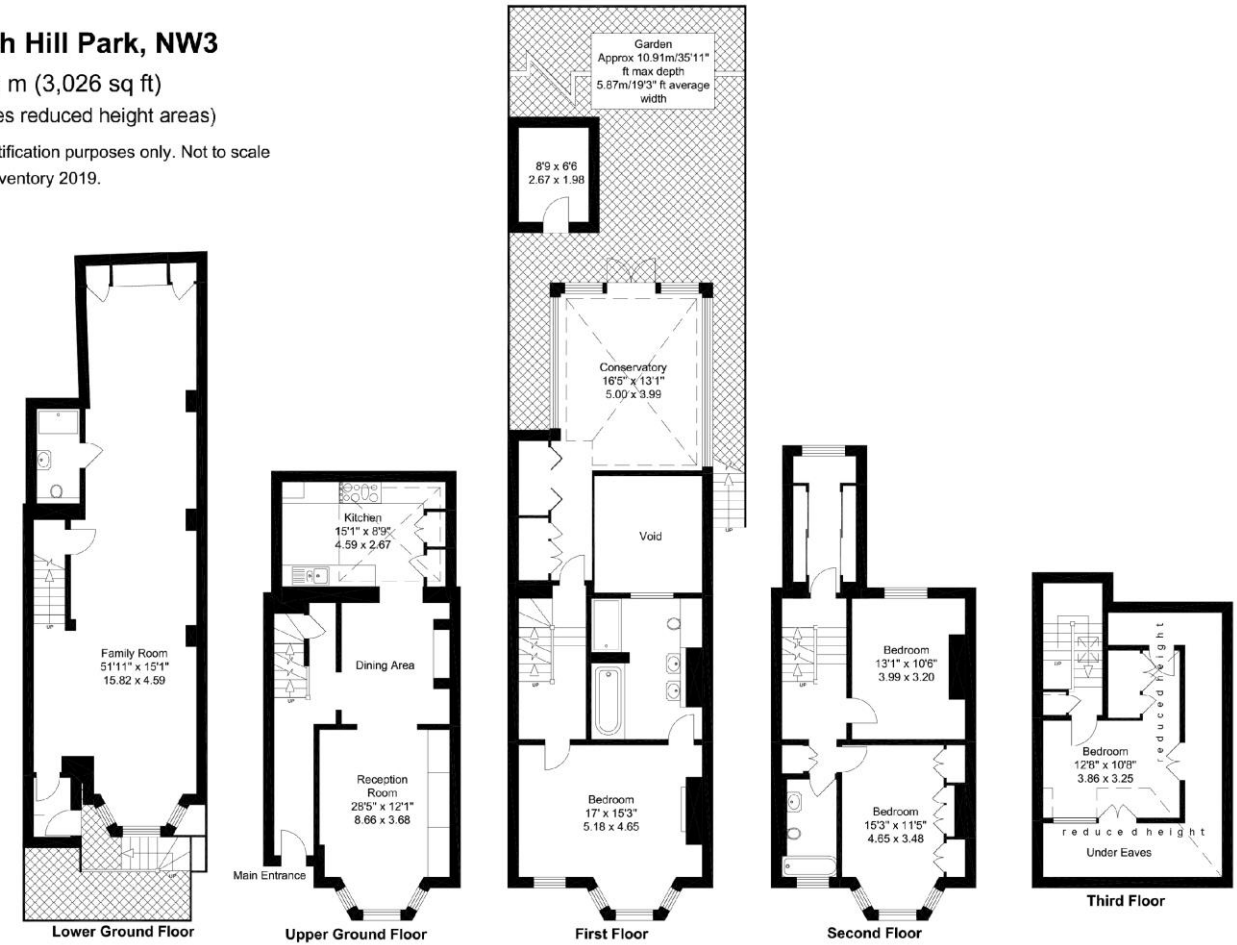 h Hill Park, NW3
m (3,026 sq ft)
es reduced height areas)
tification purposes only. Not to scale
ventory 2019.
Garden
Approx 10.91m/35'11"
ft max depth
5.87m/19'3" ft average
width
8'9 x 6'6
2.67 x 1.98
Conservatory
16'5" x 13'1"
5.00 x 3.99
Void
UP
UP
Bedroom
17' x 15'3"
5.18 x 4.65
First Floor
UP
Family Room
51'11" x 15'1"
15.82 x 4.59
UP
Lower Ground Floor
Kitchen
15'1" x 8'9"
4.59 x 2.67
Dining Area
UP
Reception
Room
28'5" x 12'1"
8.66 x 3.68
Main Entrance
Upper Ground Floor
Bedroom
13'1" x 10'6"
3.99 x 3.20
UP
Bedroom
15'3" x 11'5"
4.65 x 3.48
Second Floor
UP
reduced height
Bedroom
12'8" x 10'8"
3.86 x 3.25
reduced height
Under Eaves
Third Floor